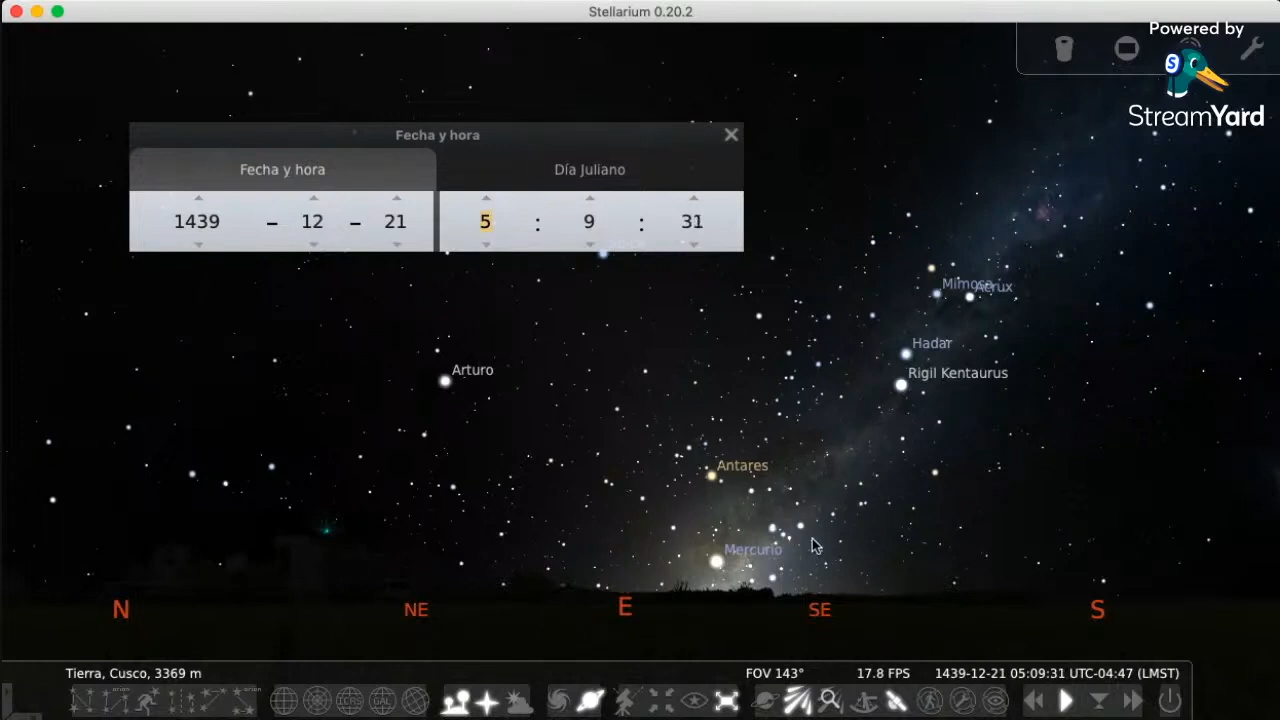 Stellarium 0.20.2
Powered by
StreamYard
Fecha y hora
Fecha y hora
Día Juliano
1439 - 12 - 21
5 : 9 : 31
Mimosa
Acrux
Hadar
Arturo
Rigil Kentaurus
Antares
Mercurio
N
NE
E
SE
S
Tierra, Cusco, 3369 m
FOV 143°
17.8 FPS
1439-12-21 05:09:31 UTC-04:47 (LMST)
ICRS
GAL